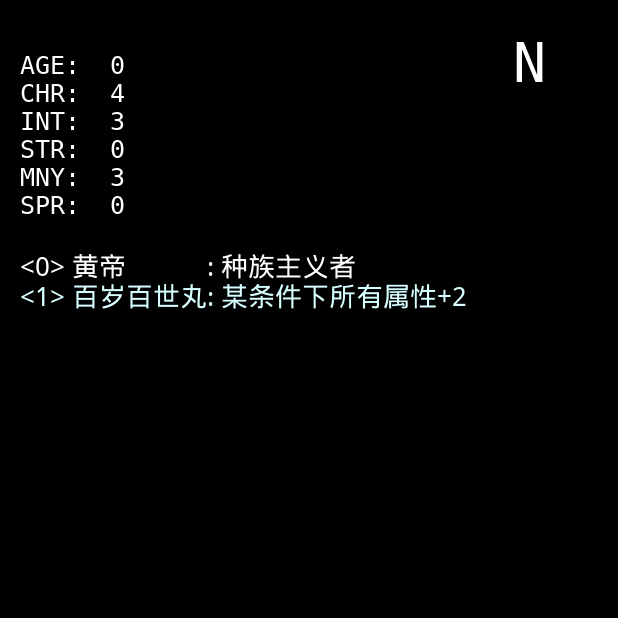 N
AGE: 0
CHR: 4
INT: 3
STR: 0
MNY: 3
SPR: 0
<0> 黄帝 : 种族主义者
<1> 百岁百世丸: 某条件下所有属性+2